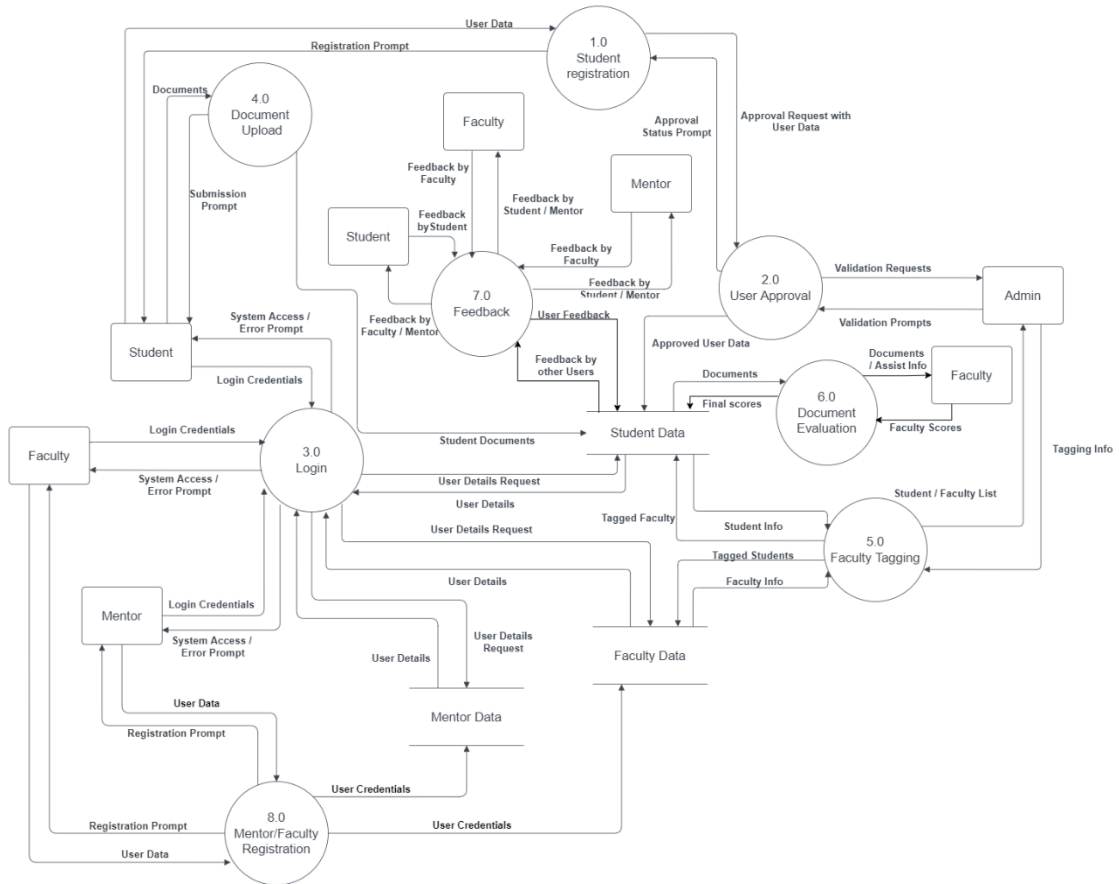 User Data
Registration Prompt
1.0
Student
registration
Documents
4.0
Document
Upload
Faculty
Approval
Status Prompt
Approval Request with
User Data
Feedback by
Faculty
Mentor
Submission
Prompt
Feedback by
Student / Mentor
Student
Feedback
by Student
Feedback by
Faculty
Validation Requests
2.0
User Approval
Admin
7.0
Feedback
Feedback by
Student / Mentor
System Access /
Error Prompt
Feedback by
Faculty / Mentor
User Feedback
Validation Prompts
Student
Approved User Data
Documents
/ Assist Info
Feedback by
other Users
Login Credentials
Documents
Faculty
6.0
Document
Evaluation
Final scores
Faculty Scores
Login Credentials
Student Documents
Student Data
Faculty
3.0
Login
Tagging Info
System Access /
Error Prompt
User Details Request
User Details
Student / Faculty List
Tagged Faculty
Student Info
User Details Request
5.0
Faculty Tagging
Tagged Students
User Details
Faculty Info
Login Credentials
Mentor
System Access /
Error Prompt
User Details
Request
User Details
Faculty Data
User Data
Mentor Data
Registration Prompt
User Credentials
8.0
Mentor/Faculty
Registration
Registration Prompt
User Credentials
User Data